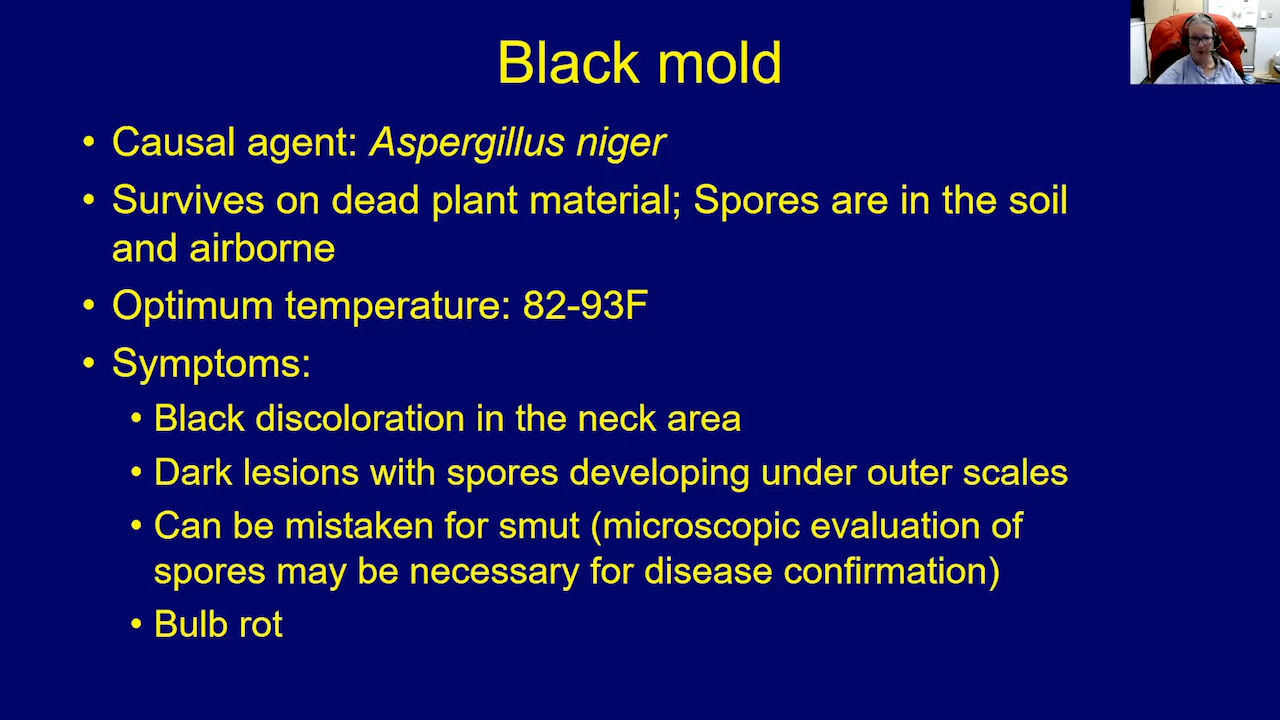 Black mold
• Causal agent: Aspergillus niger
• Survives on dead plant material; Spores are in the soil
and airborne
• Optimum temperature: 82-93F
• Symptoms:
• Black discoloration in the neck area
• Dark lesions with spores developing under outer scales
• Can be mistaken for smut (microscopic evaluation of
spores may be necessary for disease confirmation)
• Bulb rot